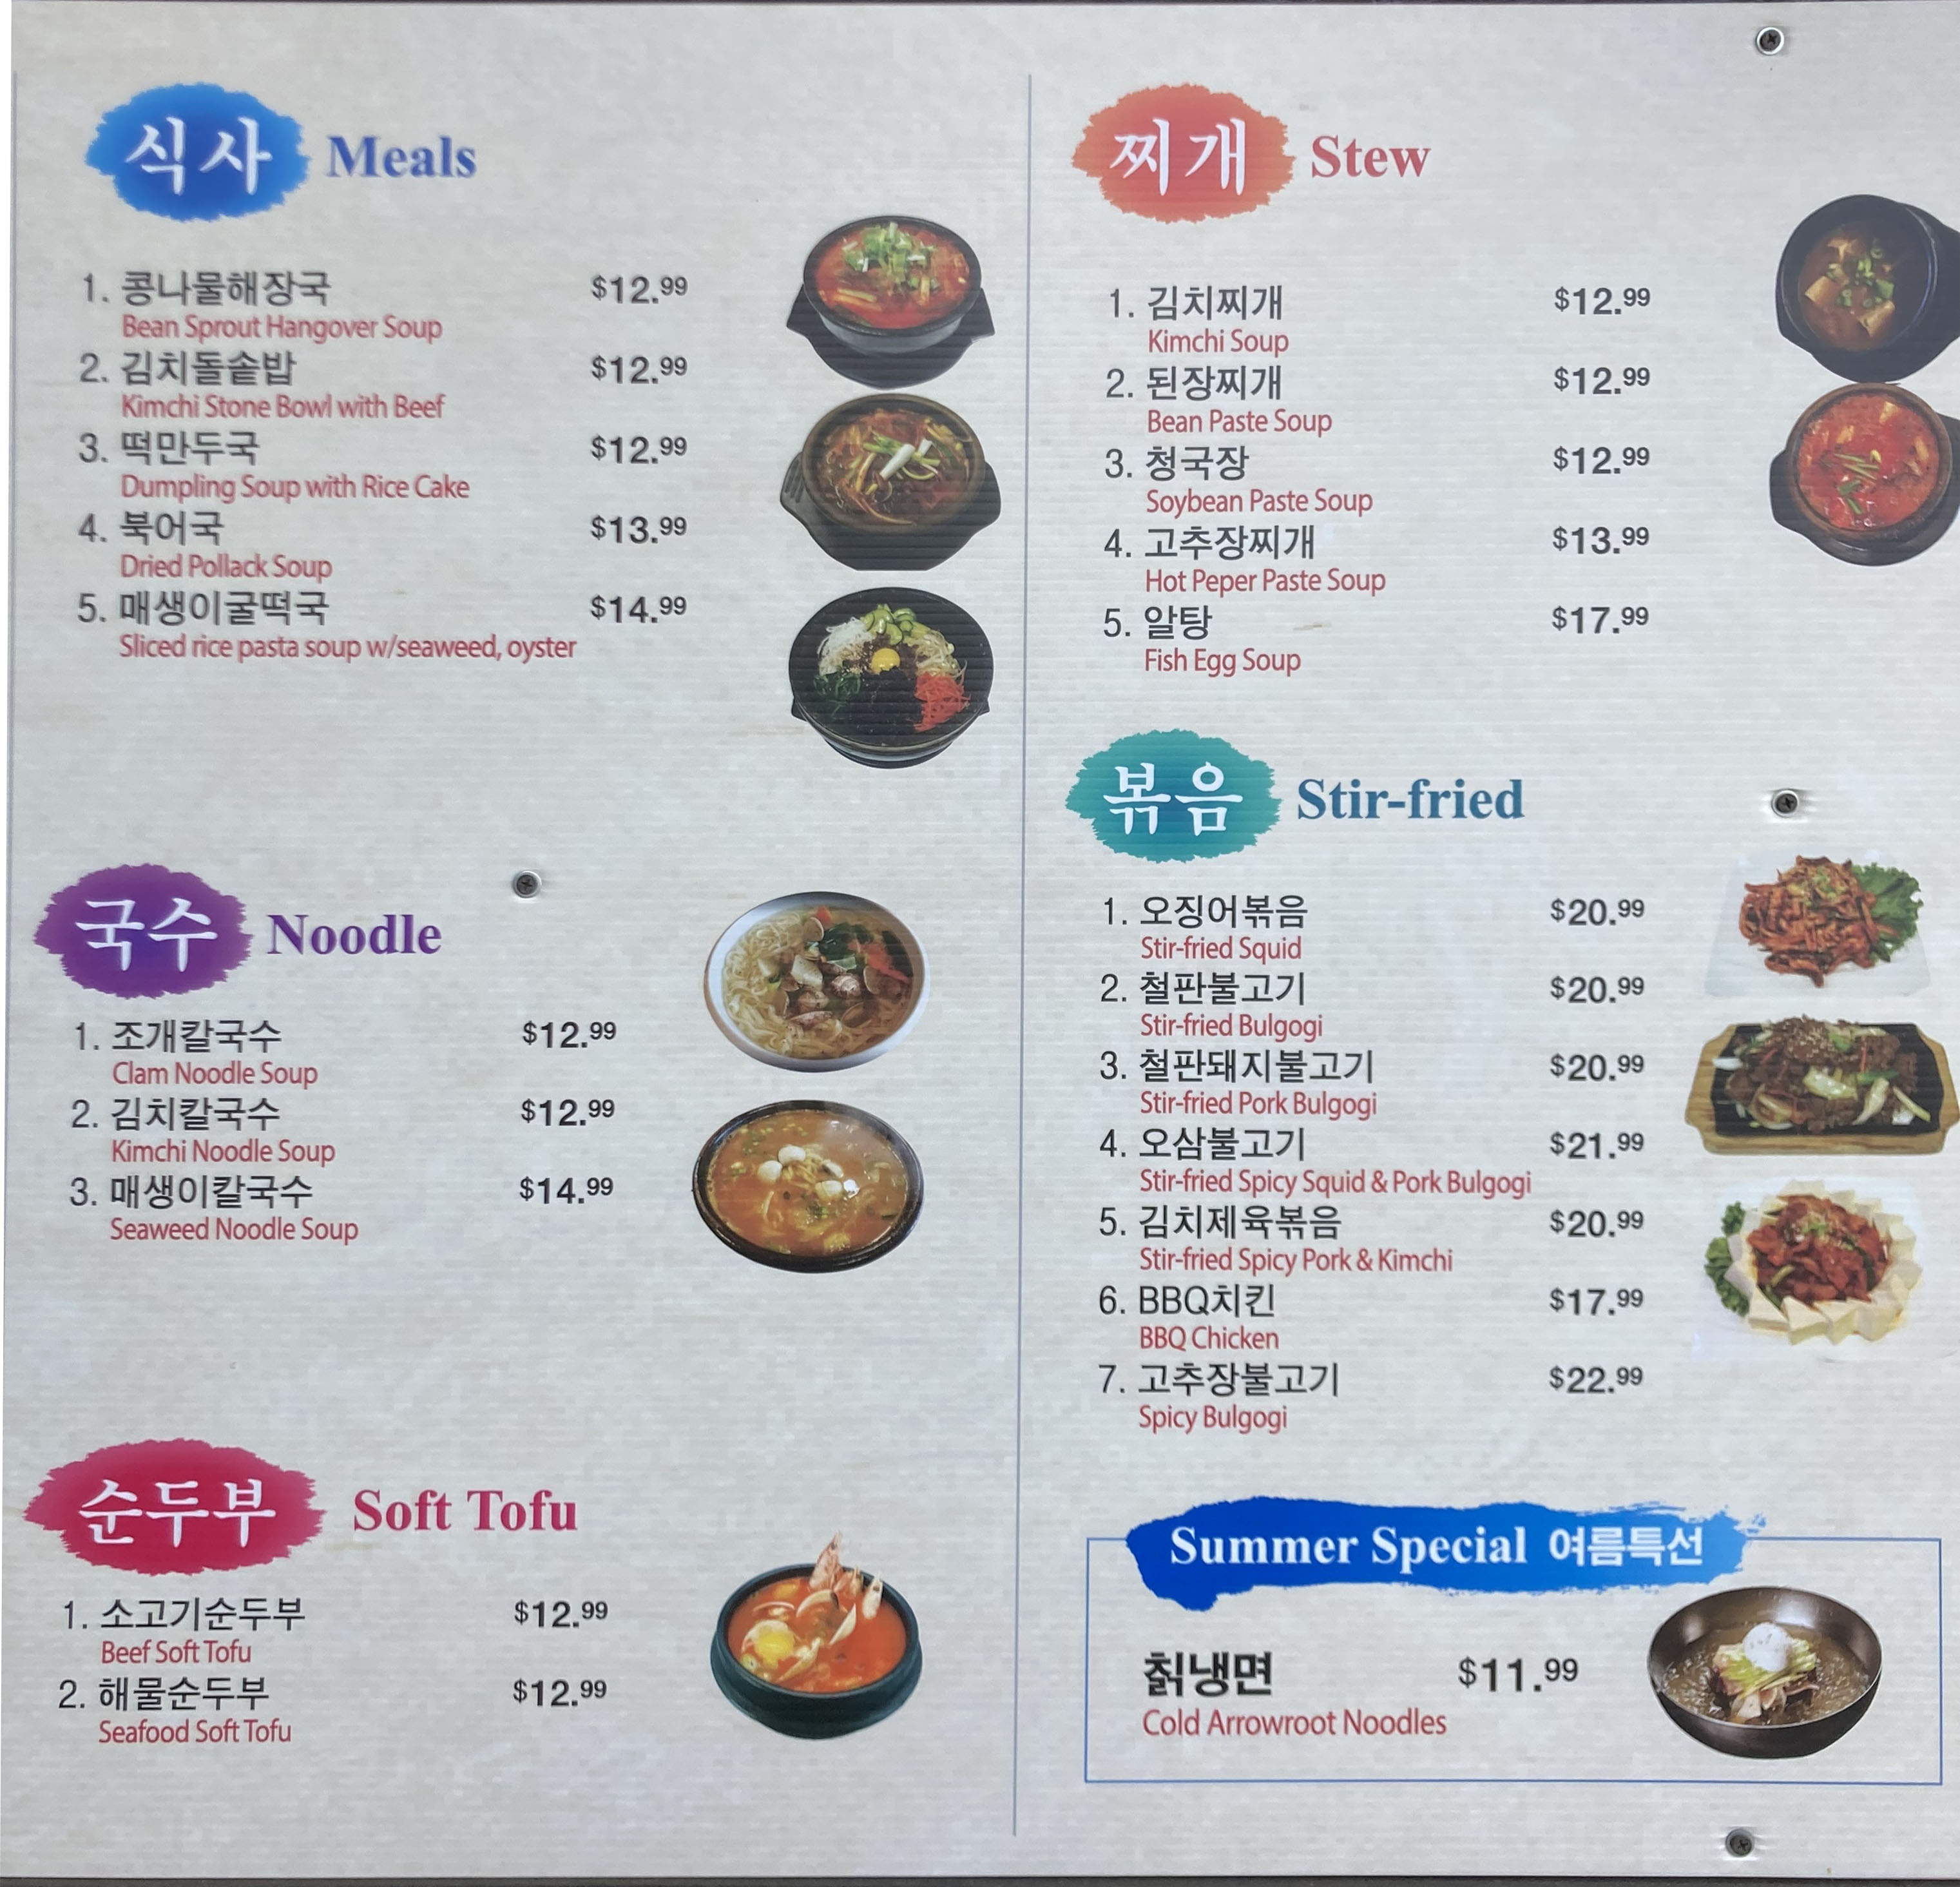 식사 Meals
1. 콩나물해장국 $12.99
Bean Sprout Hangover Soup
2. 김치돌솥밥 $12.99
Kimchi Stone Bowl with Beef
3. 떡만두국 $12.99
Dumpling Soup with Rice Cake
4. 북어국 $13.99
Dried Pollack Soup
5. 매생이굴떡국 $14.99
Sliced rice pasta soup w/seaweed, oyster
국수 Noodle
1. 조개칼국수 $12.99
Clam Noodle Soup
2. 김치칼국수 $12.99
Kimchi Noodle Soup
3. 매생이칼국수 $14.99
Seaweed Noodle Soup
순두부 Soft Tofu
1. 소고기순두부 $12.99
Beef Soft Tofu
2. 해물순두부 $12.99
Seafood Soft Tofu
찌개 Stew
1. 김치찌개 $12.99
Kimchi Soup
2. 된장찌개 $12.99
Bean Paste Soup
3. 청국장 $12.99
Soybean Paste Soup
4. 고추장찌개 $13.99
Hot Peper Paste Soup
5. 알탕 $17.99
Fish Egg Soup
볶음 Stir-fried
1. 오징어볶음 $20.99
Stir-fried Squid
2. 철판불고기 $20.99
Stir-fried Bulgogi
3. 철판돼지불고기 $20.99
Stir-fried Pork Bulgogi
4. 오삼불고기 $21.99
Stir-fried Spicy Squid & Pork Bulgogi
5. 김치제육볶음 $20.99
Stir-fried Spicy Pork & Kimchi
6. BBQ치킨 $17.99
BBQ Chicken
7. 고추장불고기 $22.99
Spicy Bulgogi
Summer Special 여름특선
칡냉면 $11.99
Cold Arrowroot Noodles